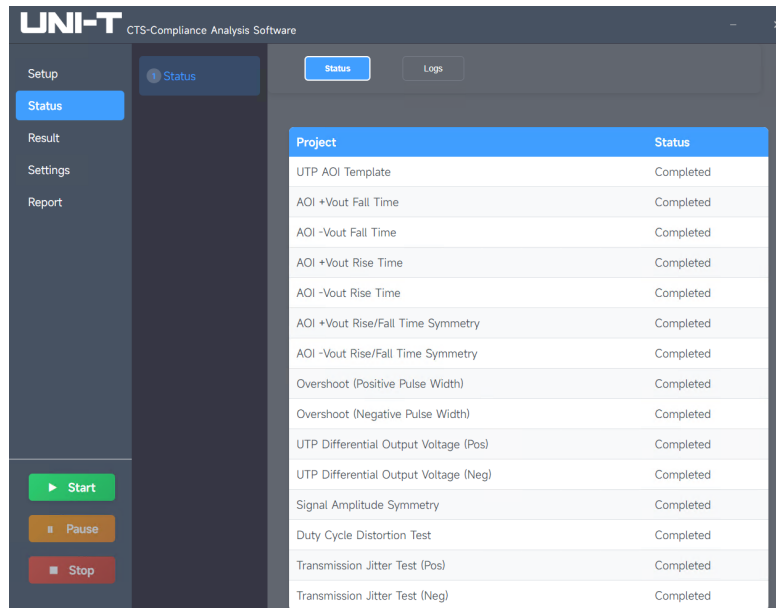 UNI-T CTS-Compliance Analysis Software
Setup
Status
Result
Settings
Report
Start
Pause
Stop
1 Status
Status Logs
Project Status
UTP AOI Template Completed
AOI +Vout Fall Time Completed
AOI -Vout Fall Time Completed
AOI +Vout Rise Time Completed
AOI -Vout Rise Time Completed
AOI +Vout Rise/Fall Time Symmetry Completed
AOI -Vout Rise/Fall Time Symmetry Completed
Overshoot (Positive Pulse Width) Completed
Overshoot (Negative Pulse Width) Completed
UTP Differential Output Voltage (Pos) Completed
UTP Differential Output Voltage (Neg) Completed
Signal Amplitude Symmetry Completed
Duty Cycle Distortion Test Completed
Transmission Jitter Test (Pos) Completed
Transmission Jitter Test (Neg) Completed